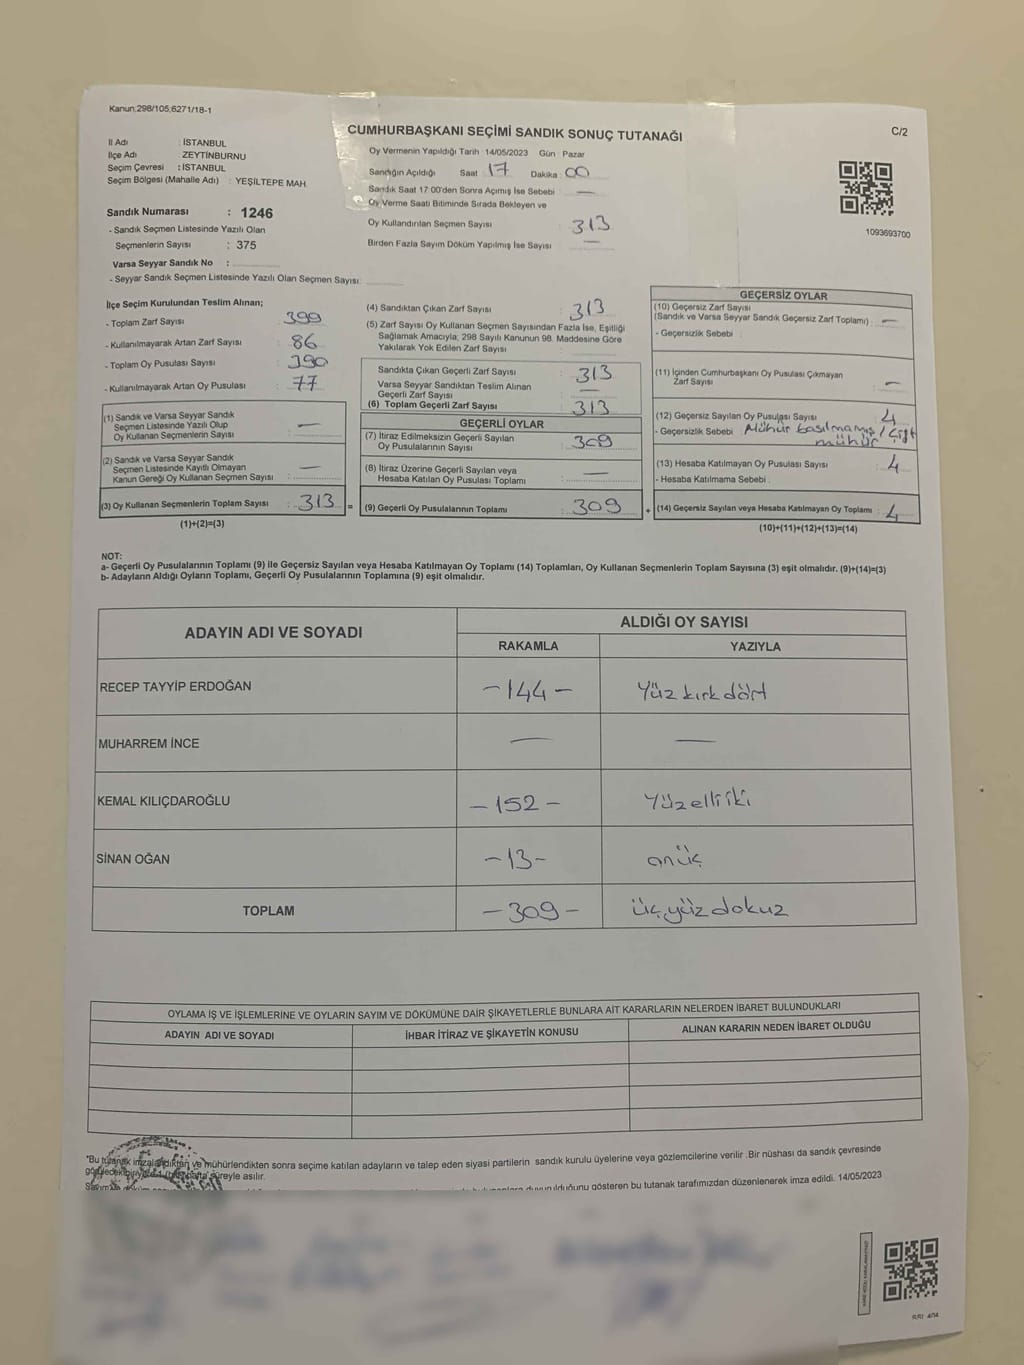 Kanun:298/105,6271/18-1
CUMHURBAŞKANI SEÇİMİ SANDIK SONUÇ TUTANAĞI
C/2
İl Adı : İSTANBUL
İlçe Adı : ZEYTİNBURNU
Seçim Çevresi : İSTANBUL
Seçim Bölgesi (Mahalle Adı) : YEŞİLTEPE MAH.
Sandık Numarası : 1246
- Sandık Seçmen Listesinde Yazılı Olan
Seçmenlerin Sayısı : 375
Varsa Seyyar Sandık No :
- Seyyar Sandık Seçmen Listesinde Yazılı Olan Seçmen Sayısı:
Oy Vermenin Yapıldığı Tarih 14/05/2023 Gün : Pazar
Sandığın Açıldığı Saat 17 Dakika : 00
Sandık Saat 17:00'den Sonra Açımış İse Sebebi : —
Oy Verme Saati Bitiminde Sırada Bekleyen ve
Oy Kullandırılan Seçmen Sayısı : 313
Birden Fazla Sayım Döküm Yapılmış İse Sayısı : —
1093693700
İlçe Seçim Kurulundan Teslim Alınan;
- Toplam Zarf Sayısı : 399
- Kullanılmayarak Artan Zarf Sayısı : 86
- Toplam Oy Pusulası Sayısı : 390
- Kullanılmayarak Artan Oy Pusulası : 77
(1) Sandık ve Varsa Seyyar Sandık
Seçmen Listesinde Yazılı Olup
Oy Kullanan Seçmenlerin Sayısı : —
(2) Sandık ve Varsa Seyyar Sandık
Seçmen Listesinde Kayıtlı Olmayan
Kanun Gereği Oy Kullanan Seçmen Sayısı : —
(3) Oy Kullanan Seçmenlerin Toplam Sayısı : 313 =
(1)+(2)=(3)
(4) Sandıktan Çıkan Zarf Sayısı : 313
(5) Zarf Sayısı Oy Kullanan Seçmen Sayısından Fazla İse, Eşitliği
Sağlamak Amacıyla; 298 Sayılı Kanunun 98. Maddesine Göre
Yakılarak Yok Edilen Zarf Sayısı :
Sandıkta Çıkan Geçerli Zarf Sayısı : 313
Varsa Seyyar Sandıktan Teslim Alınan
Geçerli Zarf Sayısı : —
(6) Toplam Geçerli Zarf Sayısı : 313
GEÇERLİ OYLAR
(7) İtiraz Edilmeksizin Geçerli Sayılan
Oy Pusulalarının Sayısı : 309
(8) İtiraz Üzerine Geçerli Sayılan veya
Hesaba Katılan Oy Pusulası Toplamı : —
(9) Geçerli Oy Pusulalarının Toplamı : 309 +
GEÇERSİZ OYLAR
(10) Geçersiz Zarf Sayısı
(Sandık ve Varsa Seyyar Sandık Geçersiz Zarf Toplamı) : —
- Geçersizlik Sebebi :
(11) İçinden Cumhurbaşkanı Oy Pusulası Çıkmayan
Zarf Sayısı : —
(12) Geçersiz Sayılan Oy Pusulası Sayısı : 4
- Geçersizlik Sebebi : Mühür basılmamış / Çift
mühür
(13) Hesaba Katılmayan Oy Pusulası Sayısı : 4
- Hesaba Katılmama Sebebi :
(14) Geçersiz Sayılan veya Hesaba Katılmayan Oy Toplamı : 4
(10)+(11)+(12)+(13)=(14)
NOT:
a- Geçerli Oy Pusulalarının Toplamı (9) ile Geçersiz Sayılan veya Hesaba Katılmayan Oy Toplamı (14) Toplamları, Oy Kullanan Seçmenlerin Toplam Sayısına (3) eşit olmalıdır. (9)+(14)=(3)
b- Adayların Aldığı Oyların Toplamı, Geçerli Oy Pusulalarının Toplamına (9) eşit olmalıdır.
ADAYIN ADI VE SOYADI
ALDIĞI OY SAYISI
RAKAMLA YAZIYLA
RECEP TAYYİP ERDOĞAN -144- Yüz kırk dört
MUHARREM İNCE — —
KEMAL KILIÇDAROĞLU -152- Yüz elli iki
SİNAN OĞAN -13- on üç
TOPLAM -309- üç yüz dokuz
OYLAMA İŞ VE İŞLEMLERİNE VE OYLARIN SAYIM VE DÖKÜMÜNE DAİR ŞİKAYETLERLE BUNLARA AİT KARARLARIN NELERDEN İBARET BULUNDUKLARI
ADAYIN ADI VE SOYADI İHBAR İTİRAZ VE ŞİKAYETİN KONUSU ALINAN KARARIN NEDEN İBARET OLDUĞU
"Bu tutanak imzalandıktan ve mühürlendikten sonra seçime katılan adayların ve talep eden siyasi partilerin sandık kurulu üyelerine veya gözlemcilerine verilir .Bir nüshası da sandık çevresinde
süreyle asılır.
duyurulduğunu gösteren bu tutanak tarafımızdan düzenlenerek imza edildi. 14/05/2023